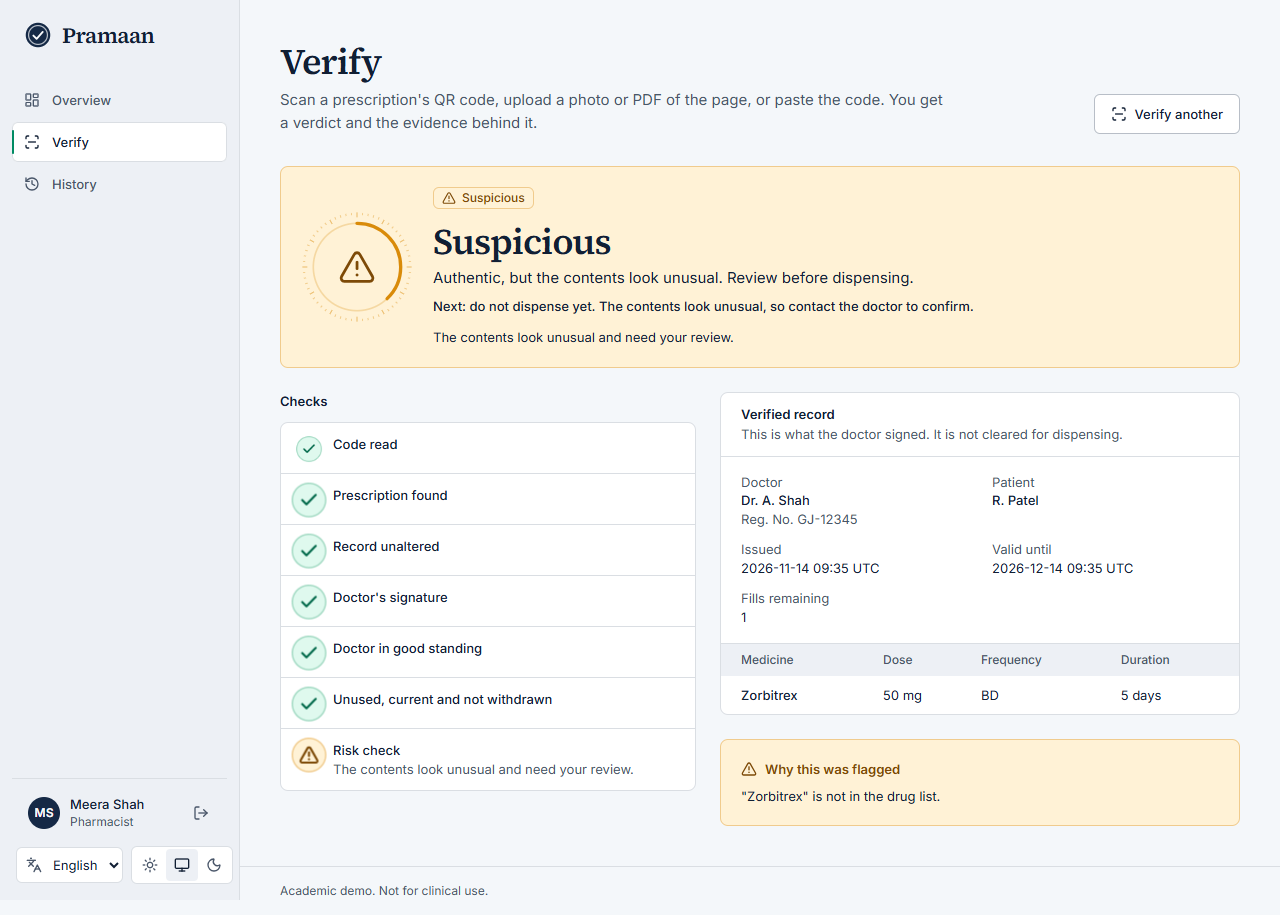 Pramaan
Overview
Verify
History
Meera Shah
MS
Pharmacist
English
Verify
Scan a prescription's QR code, upload a photo or PDF of the page, or paste the code. You get
a verdict and the evidence behind it.
Verify another
Suspicious
Suspicious
Authentic, but the contents look unusual. Review before dispensing.
Next: do not dispense yet. The contents look unusual, so contact the doctor to confirm.
The contents look unusual and need your review.
Checks
Code read
Prescription found
Record unaltered
Doctor's signature
Doctor in good standing
Unused, current and not withdrawn
Risk check
The contents look unusual and need your review.
Verified record
This is what the doctor signed. It is not cleared for dispensing.
Doctor Patient
Dr. A. Shah R. Patel
Reg. No. GJ-12345
Issued Valid until
2026-11-14 09:35 UTC 2026-12-14 09:35 UTC
Fills remaining
1
Medicine Dose Frequency Duration
Zorbitrex 50 mg BD 5 days
Why this was flagged
"Zorbitrex" is not in the drug list.
Academic demo. Not for clinical use.